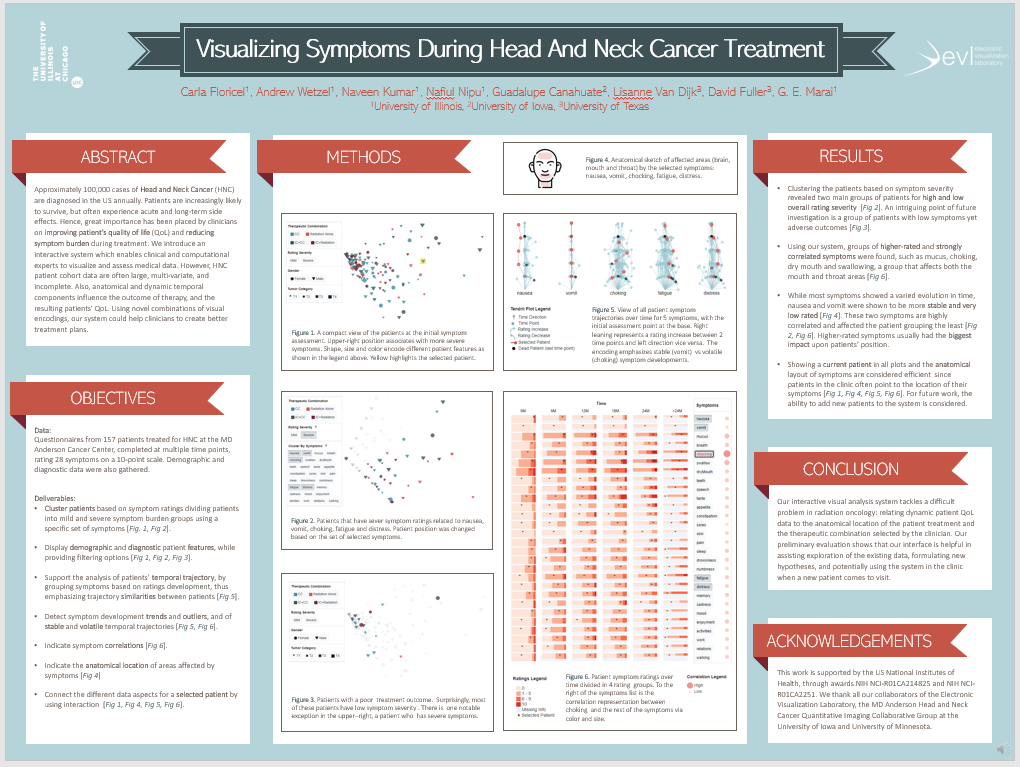 THE
UNIVERSITY OF
ILLINOIS
AT
CHICAGO
UIC
Visualizing Symptoms During Head And Neck Cancer Treatment
evl electronic
visualization
laboratory
Carla Floricel¹, Andrew Wetzel¹, Naveen Kumar¹, Nafiul Nipu¹, Guadalupe Canahuate², Lisanne Van Dijk³, David Fuller³, G. E. Marai¹
¹University of Illinois, ²University of Iowa, ³University of Texas
ABSTRACT
Approximately 100,000 cases of Head and Neck Cancer (HNC)
are diagnosed in the US annually. Patients are increasingly likely
to survive, but often experience acute and long-term side
effects. Hence, great importance has been placed by clinicians
on improving patient's quality of life (QoL) and reducing
symptom burden during treatment. We introduce an
interactive system which enables clinical and computational
experts to visualize and assess medical data. However, HNC
patient cohort data are often large, multi-variate, and
incomplete. Also, anatomical and dynamic temporal
components influence the outcome of therapy, and the
resulting patients' QoL. Using novel combinations of visual
encodings, our system could help clinicians to create better
treatment plans.
OBJECTIVES
Data:
Questionnaires from 157 patients treated for HNC at the MD
Anderson Cancer Center, completed at multiple time points,
rating 28 symptoms on a 10-point scale. Demographic and
diagnostic data were also gathered.
Deliverables:
• Cluster patients based on symptom ratings dividing patients
into mild and severe symptom burden groups using a
specific set of symptoms [Fig. 1, Fig 2].
• Display demographic and diagnostic patient features, while
providing filtering options [Fig 1, Fig 2, Fig 3].
• Support the analysis of patients' temporal trajectory, by
grouping symptoms based on ratings development, thus
emphasizing trajectory similarities between patients [Fig 5].
• Detect symptom development trends and outliers, and of
stable and volatile temporal trajectories [Fig 5, Fig 6].
• Indicate symptom correlations [Fig 6].
• Indicate the anatomical location of areas affected by
symptoms [Fig 4]
• Connect the different data aspects for a selected patient by
using interaction [Fig 1, Fig 4, Fig 5, Fig 6].
METHODS
Figure 4. Anatomical sketch of affected areas (brain,
mouth and throat) by the selected symptoms:
nausea, vomit, chocking, fatigue, distress.
Therapeutic Combination
CC Radiation Alone
IC+CC IC+Radiation
Rating Severity
Mild Severe
Gender
Female Male
Tumor Category
T1 T2 T3 T4
Figure 1. A compact view of the patients at the initial symptom
assessment. Upper-right position associates with more severe
symptoms. Shape, size and color encode different patient features as
shown in the legend above. Yellow highlights the selected patient.
nausea vomit choking fatigue distress
Tendril Plot Legend
Time Direction
Time Point
Rating Increase
Rating Decrease
Selected Patient
Dead Patient (last time point)
Figure 5. View of all patient symptom
trajectories over time for 5 symptoms, with the
initial assessment point at the base. Right
leaning represents a rating increase between 2
time points and left direction vice versa. The
encoding emphasizes stable (vomit) vs volatile
(choking) symptom developments.
Therapeutic Combination
CC Radiation Alone
IC+CC IC+Radiation
Rating Severity
Mild Severe
Cluster By Symptoms
Figure 2. Patients that have sever symptom ratings related to nausea,
vomit, choking, fatigue and distress. Patient position was changed
based on the set of selected symptoms.
Therapeutic Combination
CC Radiation Alone
IC+CC IC+Radiation
Rating Severity
Mild Severe
Gender
Female Male
Tumor Category
T1 T2 T3 T4
Figure 3. Patients with a poor treatment outcome. Surprisingly, most
of these patients have low symptom severity . There is one notable
exception in the upper-right, a patient who has severe symptoms.
Time
0M 6M 12M 18M 24M >24M
Symptoms
nausea
vomit
mucus
breath
choking
swallow
dryMouth
teeth
speech
taste
appetite
constipation
sores
skin
pain
sleep
drowsiness
numbness
fatigue
distress
memory
sadness
mood
enjoyment
activities
work
relations
walking
Ratings Legend
0
1 - 5
6 - 9
10
Missing Info
Selected Patient
Figure 6. Patient symptom ratings over
time divided in 4 rating groups. To the
right of the symptoms list is the
correlation representation between
choking and the rest of the symptoms via
color and size.
Correlation Legend
High
Low
RESULTS
• Clustering the patients based on symptom severity
revealed two main groups of patients for high and low
overall rating severity [Fig 2]. An intriguing point of future
investigation is a group of patients with low symptoms yet
adverse outcomes [Fig 3].
• Using our system, groups of higher-rated and strongly
correlated symptoms were found, such as mucus, choking,
dry mouth and swallowing, a group that affects both the
mouth and throat areas [Fig 6].
• While most symptoms showed a varied evolution in time,
nausea and vomit were shown to be more stable and very
low rated [Fig 4]. These two symptoms are highly
correlated and affected the patient grouping the least [Fig
2, Fig 6]. Higher-rated symptoms usually had the biggest
impact upon patients' position.
• Showing a current patient in all plots and the anatomical
layout of symptoms are considered efficient since
patients in the clinic often point to the location of their
symptoms [Fig 1, Fig 4, Fig 5, Fig 6]. For future work, the
ability to add new patients to the system is considered.
CONCLUSION
Our interactive visual analysis system tackles a difficult
problem in radiation oncology: relating dynamic patient QoL
data to the anatomical location of the patient treatment and
the therapeutic combination selected by the clinician. Our
preliminary evaluation shows that our interface is helpful in
assisting exploration of the existing data, formulating new
hypotheses, and potentially using the system in the clinic
when a new patient comes to visit.
ACKNOWLEDGEMENTS
This work is supported by the US National Institutes of
Health, through awards NIH NCI-R01CA214825 and NIH NCI-
R01CA2251. We thank all our collaborators of the Electronic
Visualization Laboratory, the MD Anderson Head and Neck
Cancer Quantitative Imaging Collaborative Group at the
University of Iowa and University of Minnesota.